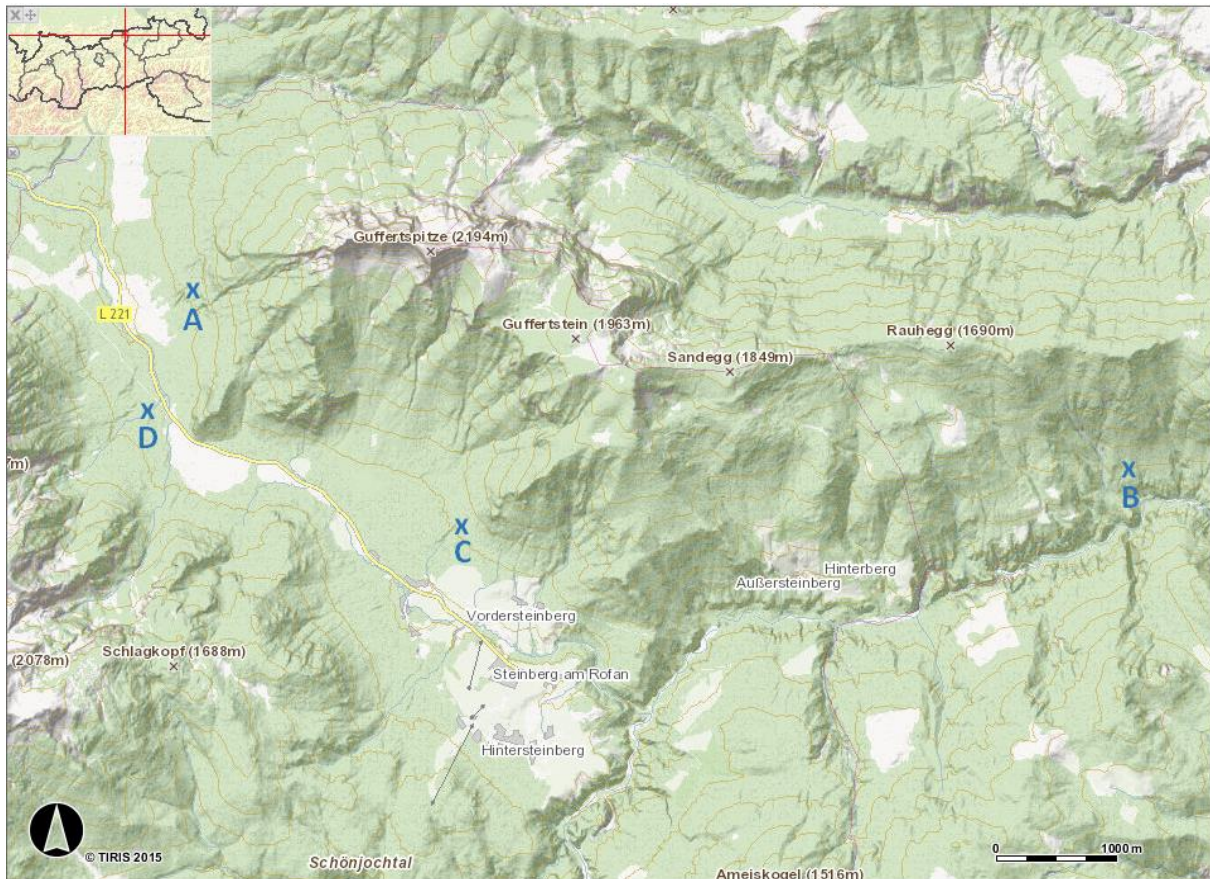 Guffertspitze (2194m)
x
A
L 221
Guffertstein (1963m)
Rauhegg (1690m)
Sandegg (1849m)
x
D
7m)
x
B
x
C
Hinterberg
Außersteinberg
Vordersteinberg
Schlagkopf (1688m)
(2078m)
Steinberg am Rofan
Hintersteinberg
© TIRIS 2015
Schönjochtal
0 1000 m
Ameiskogel (1516m)